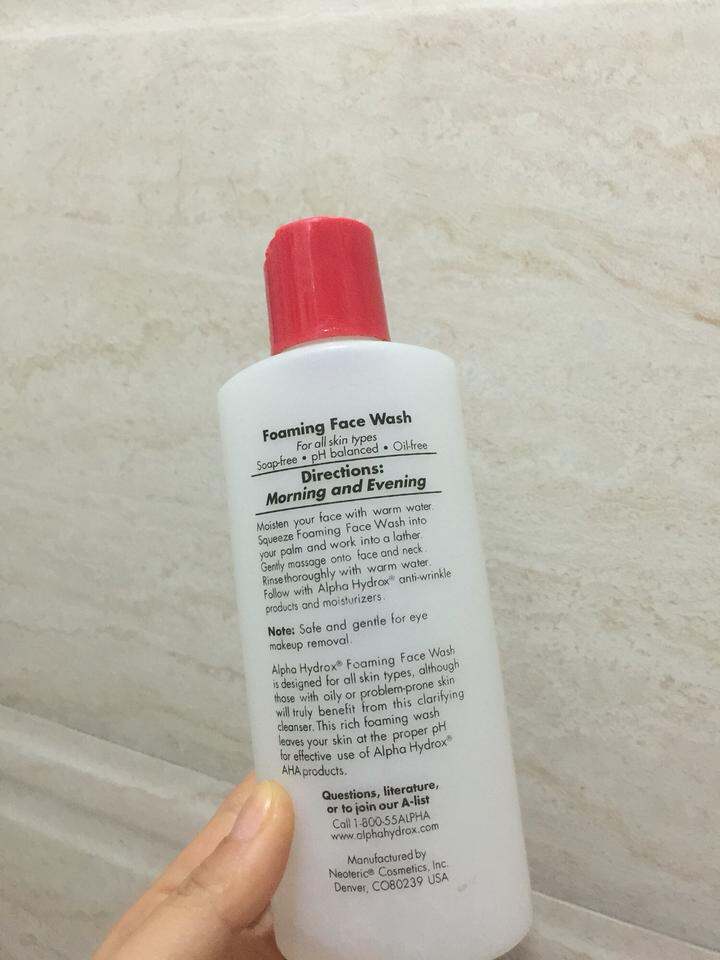 Foaming Face Wash
For all skin types
Soap-free • pH balanced • Oil-free
Directions:
Morning and Evening
Moisten your face with warm water.
Squeeze Foaming Face Wash into
your palm and work into a lather.
Gently massage onto face and neck.
Rinse thoroughly with warm water.
Follow with Alpha Hydrox® anti-wrinkle
products and moisturizers.
Note: Safe and gentle for eye
makeup removal.
Alpha Hydrox® Foaming Face Wash
is designed for all skin types, although
those with oily or problem-prone skin
will truly benefit from this clarifying
cleanser. This rich foaming wash
leaves your skin at the proper pH
for effective use of Alpha Hydrox®
AHA products.
Questions, literature,
or to join our A-list
Call 1-800-55ALPHA
www.alphahydrox.com
Manufactured by
Neoteric® Cosmetics, Inc.
Denver, CO80239 USA